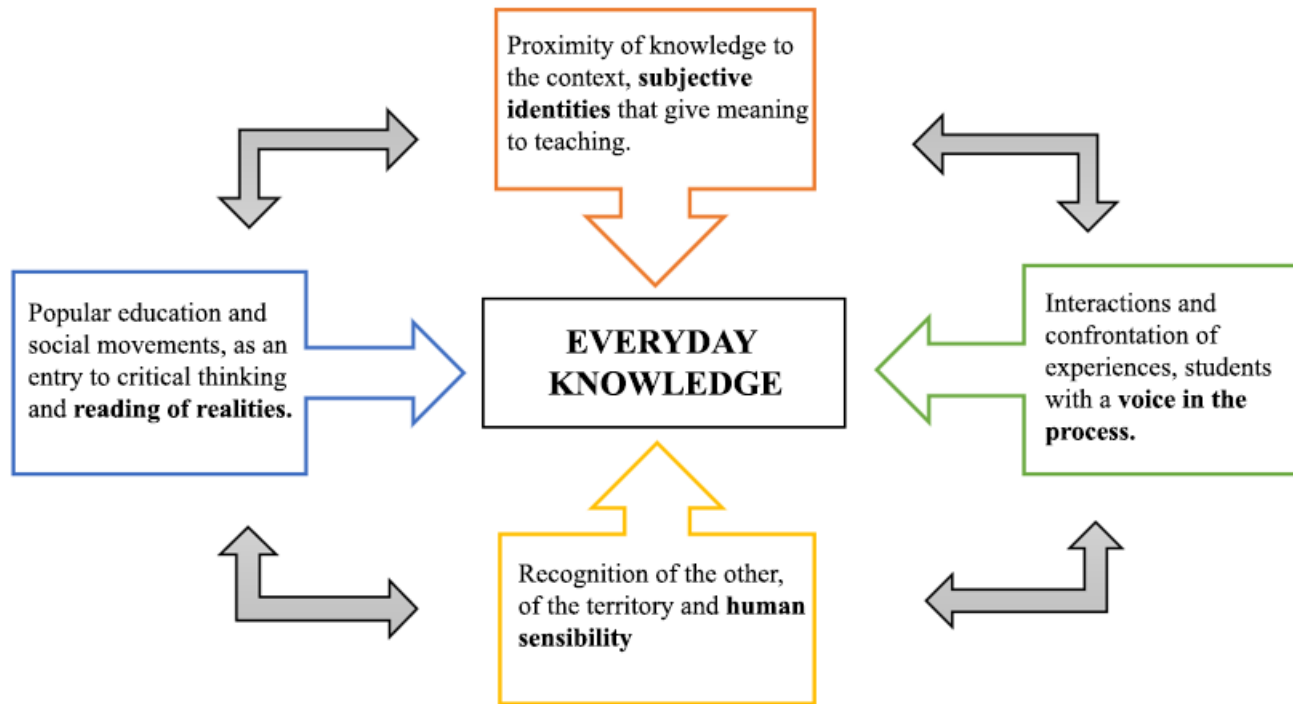 Proximity of knowledge to
the context, subjective
identities that give meaning
to teaching.
Popular education and
social movements, as an
entry to critical thinking
and reading of realities.
EVERYDAY
KNOWLEDGE
Interactions and
confrontation of
experiences, students
with a voice in the
process.
Recognition of the other,
of the territory and human
sensibility